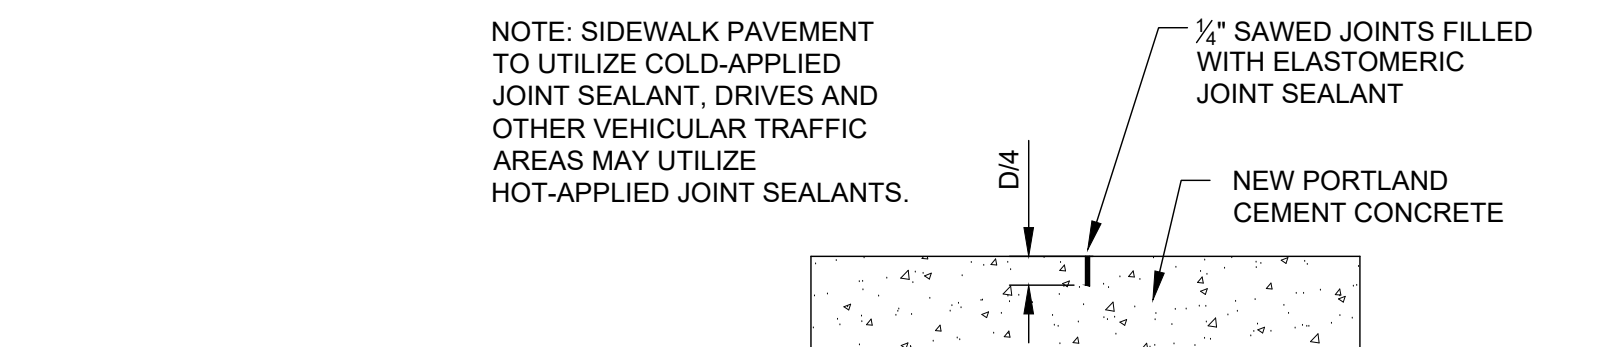 NOTE: SIDEWALK PAVEMENT
TO UTILIZE COLD-APPLIED
JOINT SEALANT, DRIVES AND
OTHER VEHICULAR TRAFFIC
AREAS MAY UTILIZE
HOT-APPLIED JOINT SEALANTS.
¼" SAWED JOINTS FILLED
WITH ELASTOMERIC
JOINT SEALANT
D/4
NEW PORTLAND
CEMENT CONCRETE